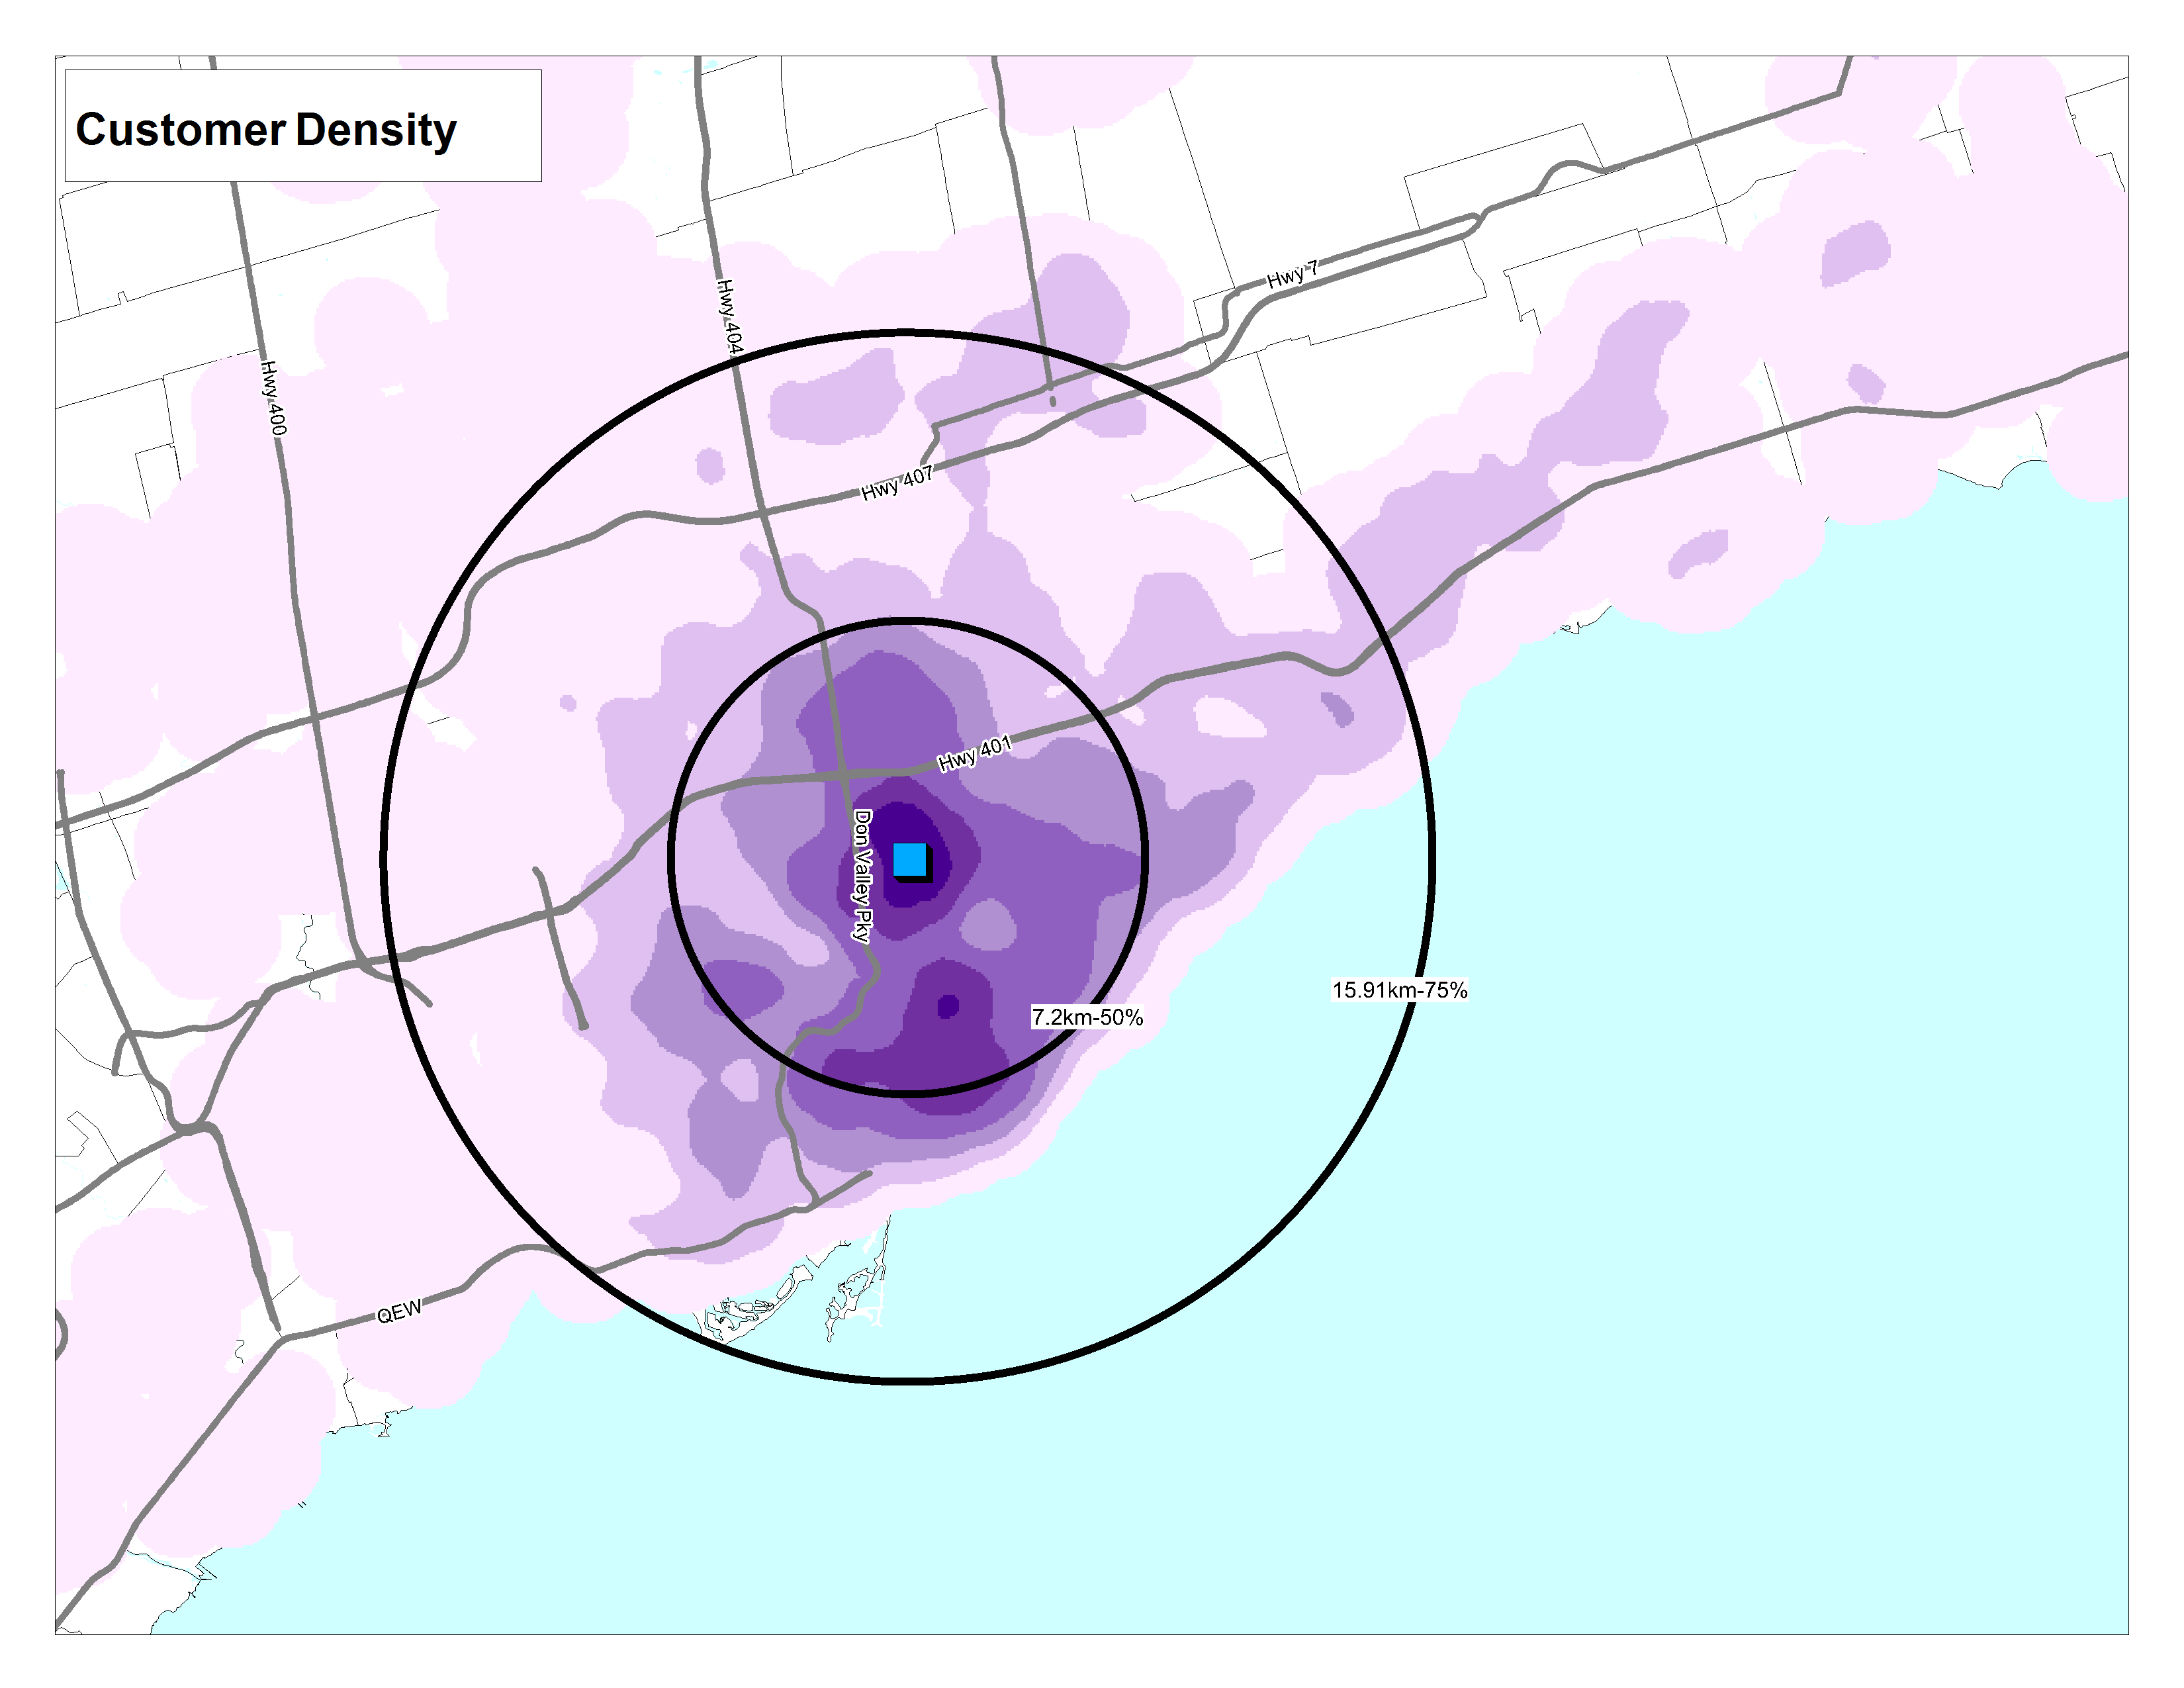 Customer Density
Hwy 7
Hwy 404
Hwy 400
Hwy 407
Hwy 401
Don Valley Pky
15.91km-75%
7.2km-50%
QEW